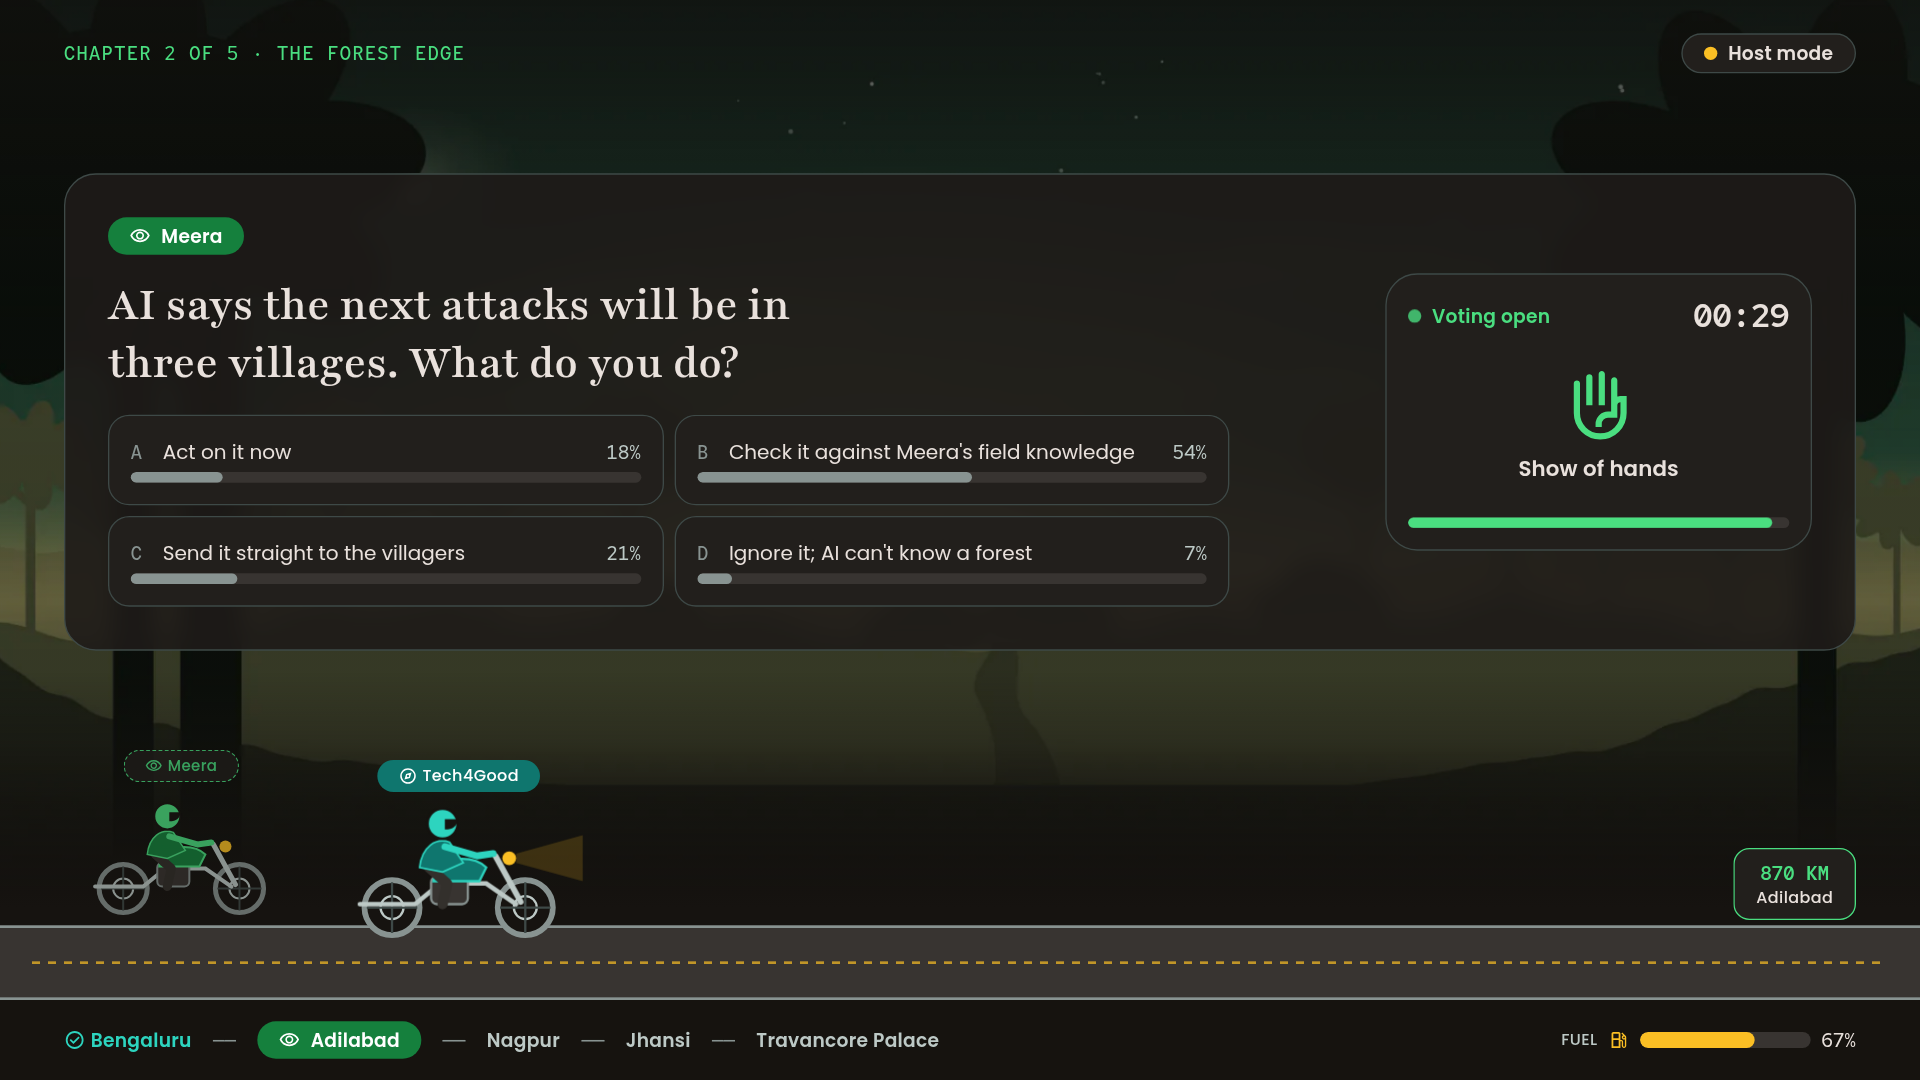 CHAPTER 2 OF 5 · THE FOREST EDGE
Host mode
Meera
AI says the next attacks will be in
three villages. What do you do?
A Act on it now 18%
B Check it against Meera's field knowledge 54%
C Send it straight to the villagers 21%
D Ignore it; AI can't know a forest 7%
Voting open 00:29
Show of hands
Meera
Tech4Good
870 KM
Adilabad
Bengaluru — Adilabad — Nagpur — Jhansi — Travancore Palace
FUEL 67%